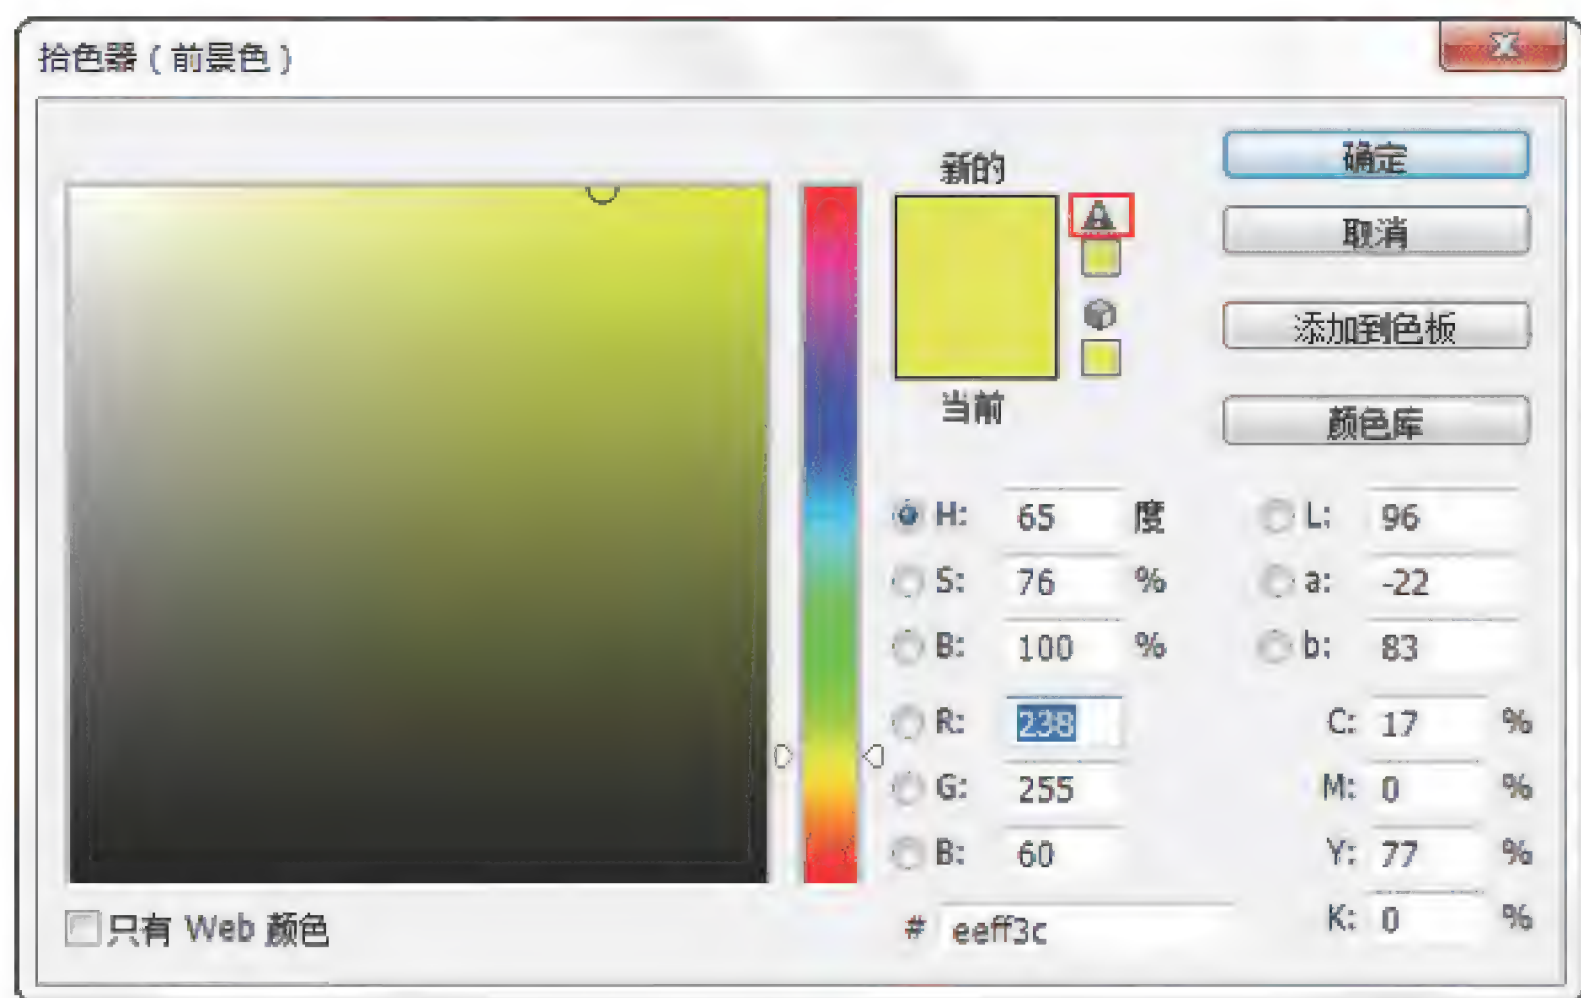 拾色器（前景色）
新的
当前
确定
取消
添加到色板
颜色库
H: 65 度
S: 76 %
B: 100 %
R: 238
G: 255
B: 60
# eeff3c
L: 96
a: -22
b: 83
C: 17 %
M: 0 %
Y: 77 %
K: 0 %
只有 Web 颜色